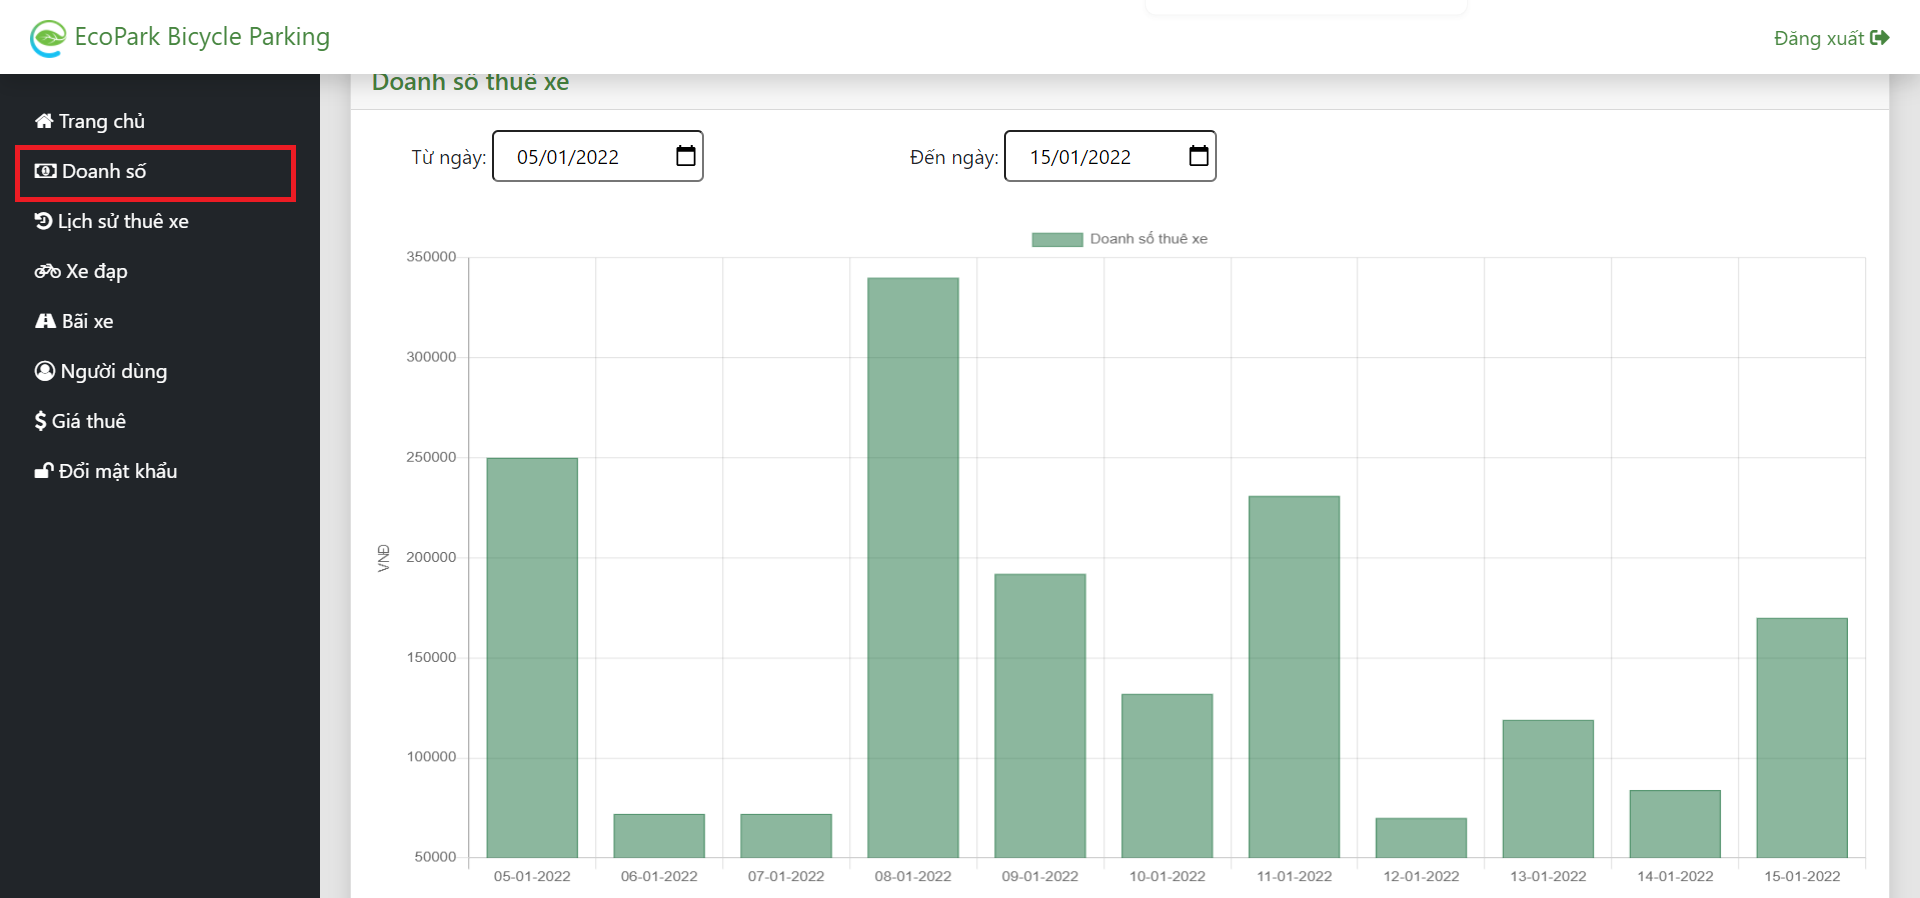 EcoPark Bicycle Parking
Đăng xuất
Trang chủ
Doanh số
Lịch sử thuê xe
Xe đạp
Bãi xe
Người dùng
Giá thuê
Đổi mật khẩu
Doanh số thuê xe
Từ ngày: 05/01/2022
Đến ngày: 15/01/2022
Doanh số thuê xe
VNĐ
350000
300000
250000
200000
150000
100000
50000
05-01-2022 06-01-2022 07-01-2022 08-01-2022 09-01-2022 10-01-2022 11-01-2022 12-01-2022 13-01-2022 14-01-2022 15-01-2022